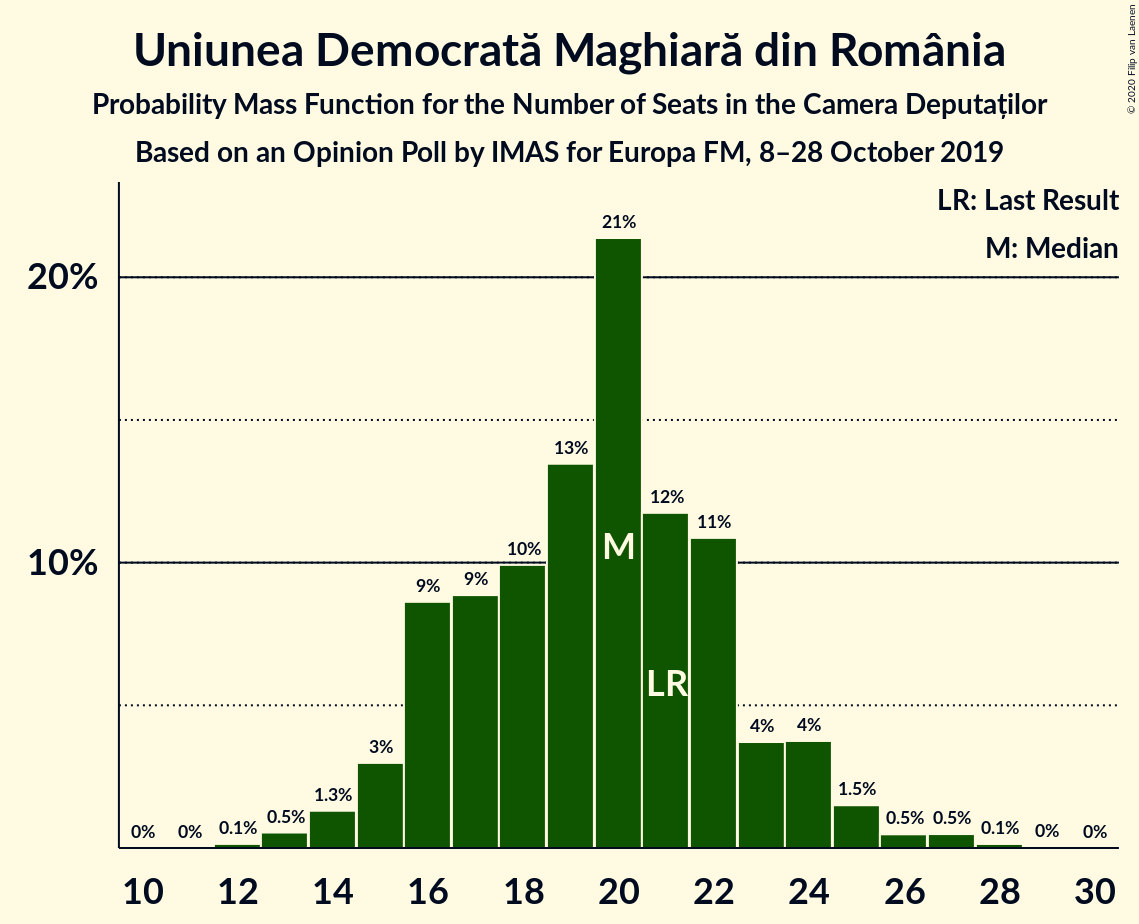 Uniunea Democrată Maghiară din România
Probability Mass Function for the Number of Seats in the Camera Deputaților
Based on an Opinion Poll by IMAS for Europa FM, 8–28 October 2019
© 2020 Filip van Laenen
LR: Last Result
M: Median
20%
10%
0%
0%
0.1%
0.5%
1.3%
3%
9%
9%
10%
13%
21%
12%
11%
4%
4%
1.5%
0.5%
0.5%
0.1%
0%
0%
M
LR
10 12 14 16 18 20 22 24 26 28 30